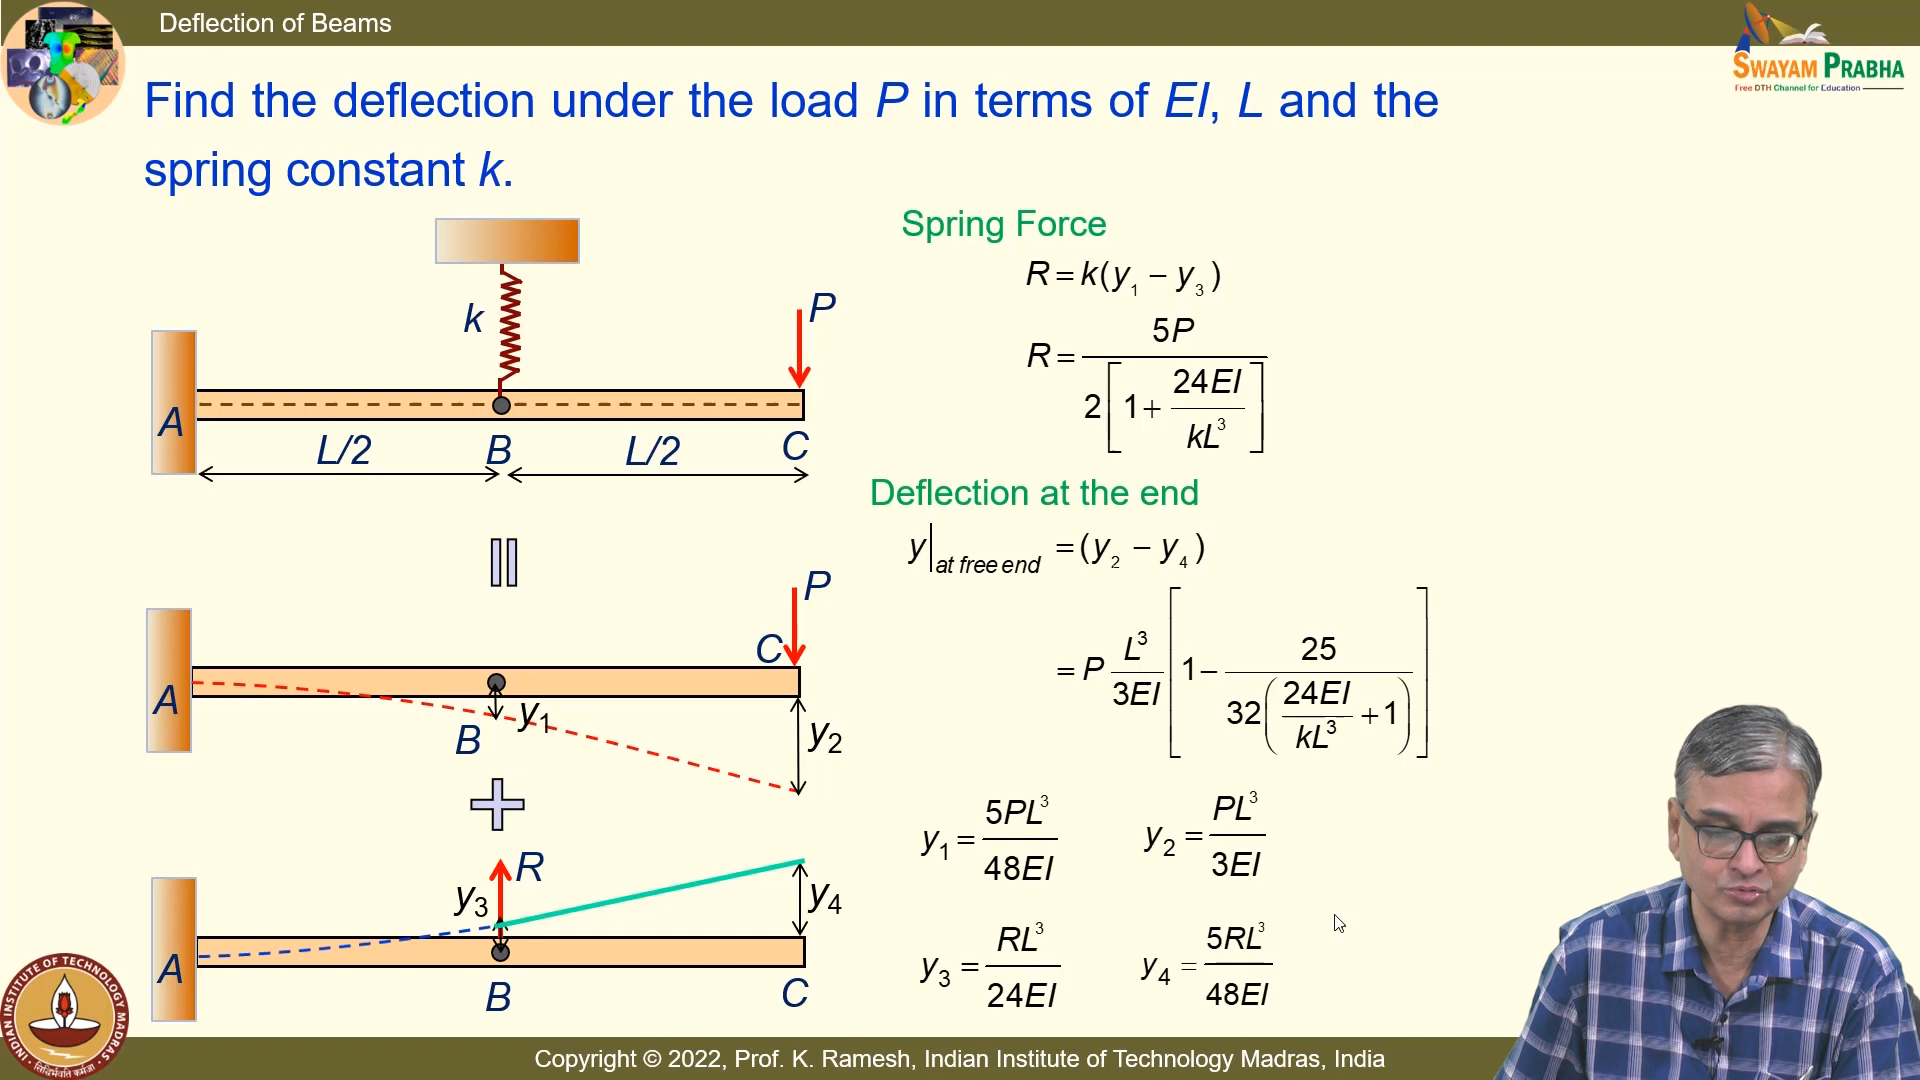 Deflection of Beams
SWAYAM PRABHA
Free DTH Channel for Education
Find the deflection under the load P in terms of EI, L and the
spring constant k.
k
P
A
L/2
B
L/2
C
P
C
A
B
y₁
y₂
R
y₃
y₄
A
B
C
Spring Force
R = k(y₁ − y₃)
R = 5P / 2[1 + 24EI / kL³]
Deflection at the end
y|at free end = (y₂ − y₄)
= P L³ / 3EI [1 − 25 / 32(24EI / kL³ + 1)]
y₁ = 5PL³ / 48EI
y₂ = PL³ / 3EI
y₃ = RL³ / 24EI
y₄ = 5RL³ / 48EI
INDIAN INSTITUTE OF TECHNOLOGY MADRAS
Copyright © 2022, Prof. K. Ramesh, Indian Institute of Technology Madras, India